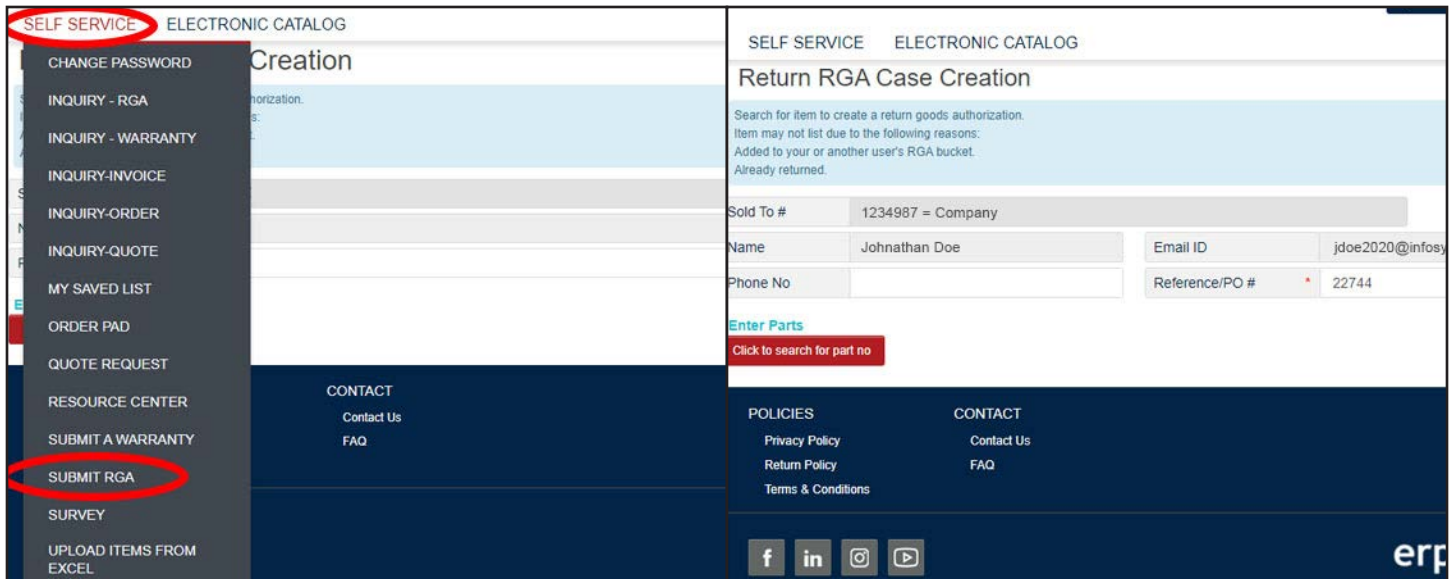 SELF SERVICE ELECTRONIC CATALOG
CHANGE PASSWORD
INQUIRY - RGA
INQUIRY - WARRANTY
INQUIRY-INVOICE
INQUIRY-ORDER
INQUIRY-QUOTE
MY SAVED LIST
ORDER PAD
QUOTE REQUEST
RESOURCE CENTER
SUBMIT A WARRANTY
SUBMIT RGA
SURVEY
UPLOAD ITEMS FROM
EXCEL
Creation
CONTACT
Contact Us
FAQ
SELF SERVICE ELECTRONIC CATALOG
Return RGA Case Creation
Search for item to create a return goods authorization.
Item may not list due to the following reasons:
Added to your or another user's RGA bucket.
Already returned.
Sold To # 1234987 = Company
Name Johnathan Doe Email ID jdoe2020@infosy
Phone No Reference/PO # * 22744
Enter Parts
Click to search for part no
POLICIES CONTACT
Privacy Policy Contact Us
Return Policy FAQ
Terms & Conditions
f in
erp